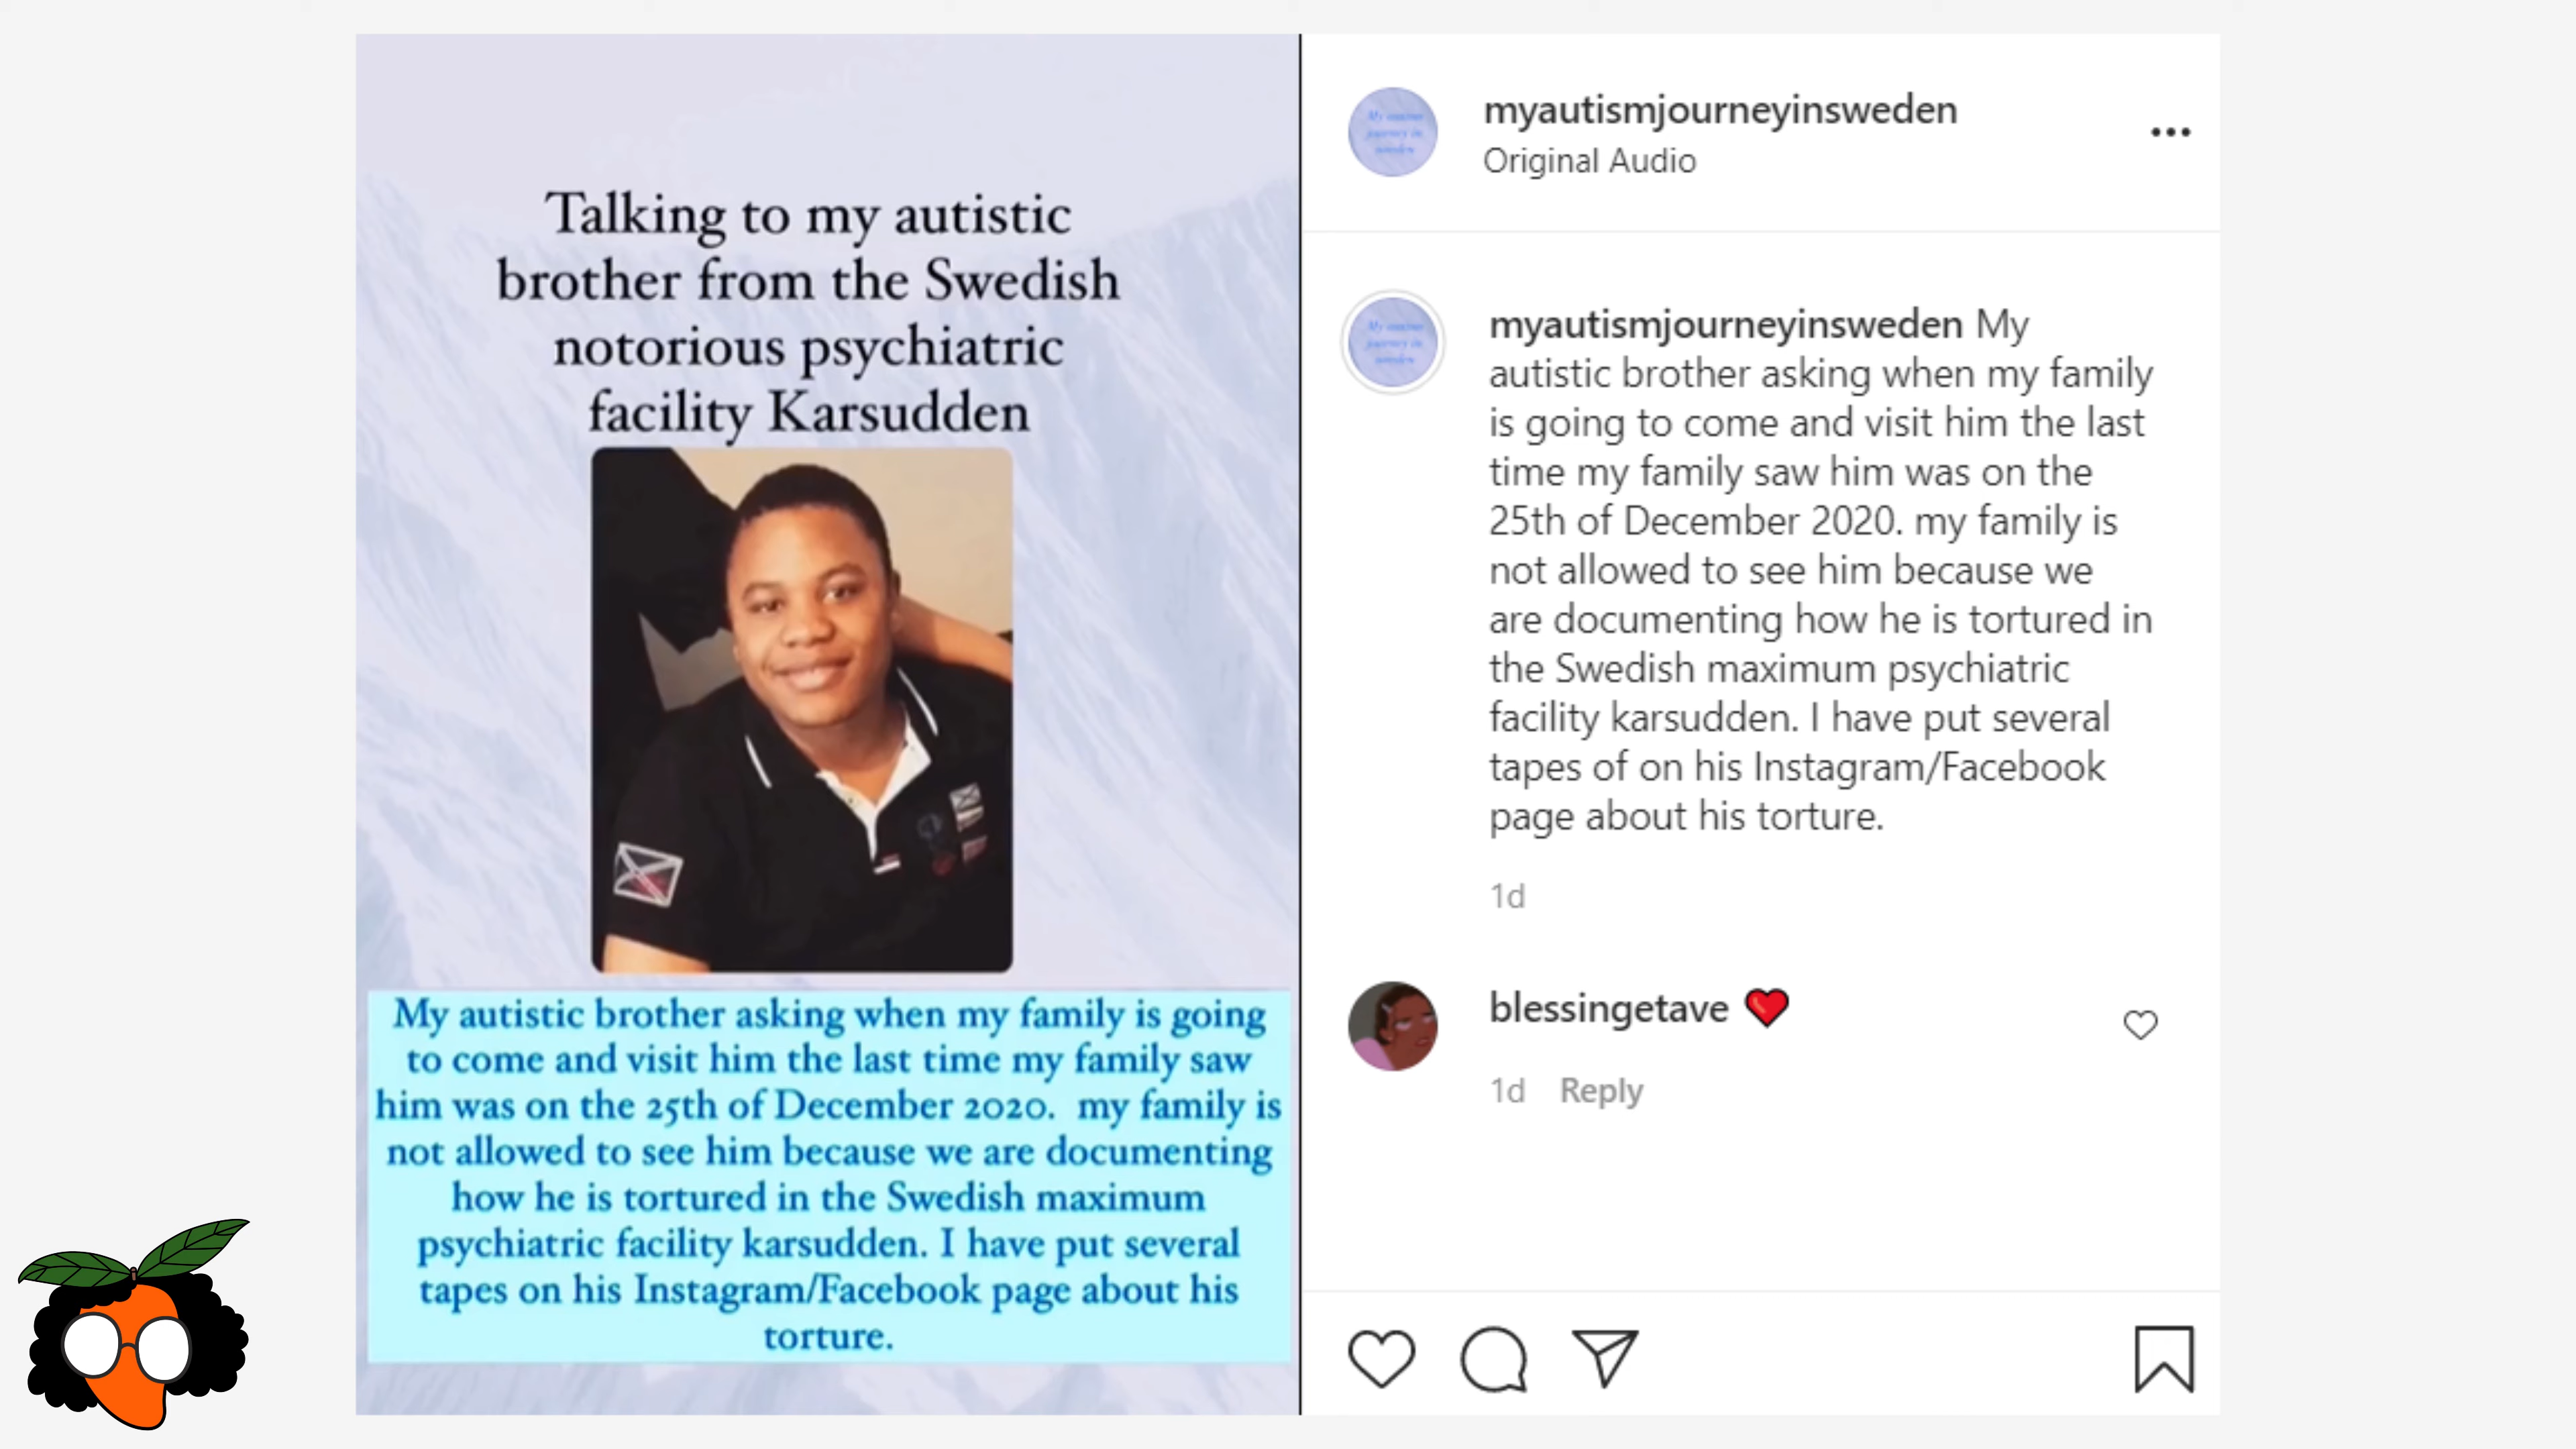 Talking to my autistic
brother from the Swedish
notorious psychiatric
facility Karsudden
My autistic brother asking when my family is going
to come and visit him the last time my family saw
him was on the 25th of December 2020. my family is
not allowed to see him because we are documenting
how he is tortured in the Swedish maximum
psychiatric facility karsudden. I have put several
tapes on his Instagram/Facebook page about his
torture.
myautismjourneyinsweden
Original Audio
myautismjourneyinsweden My
autistic brother asking when my family
is going to come and visit him the last
time my family saw him was on the
25th of December 2020. my family is
not allowed to see him because we
are documenting how he is tortured in
the Swedish maximum psychiatric
facility karsudden. I have put several
tapes of on his Instagram/Facebook
page about his torture.
1d
blessingetave ❤️
1d Reply